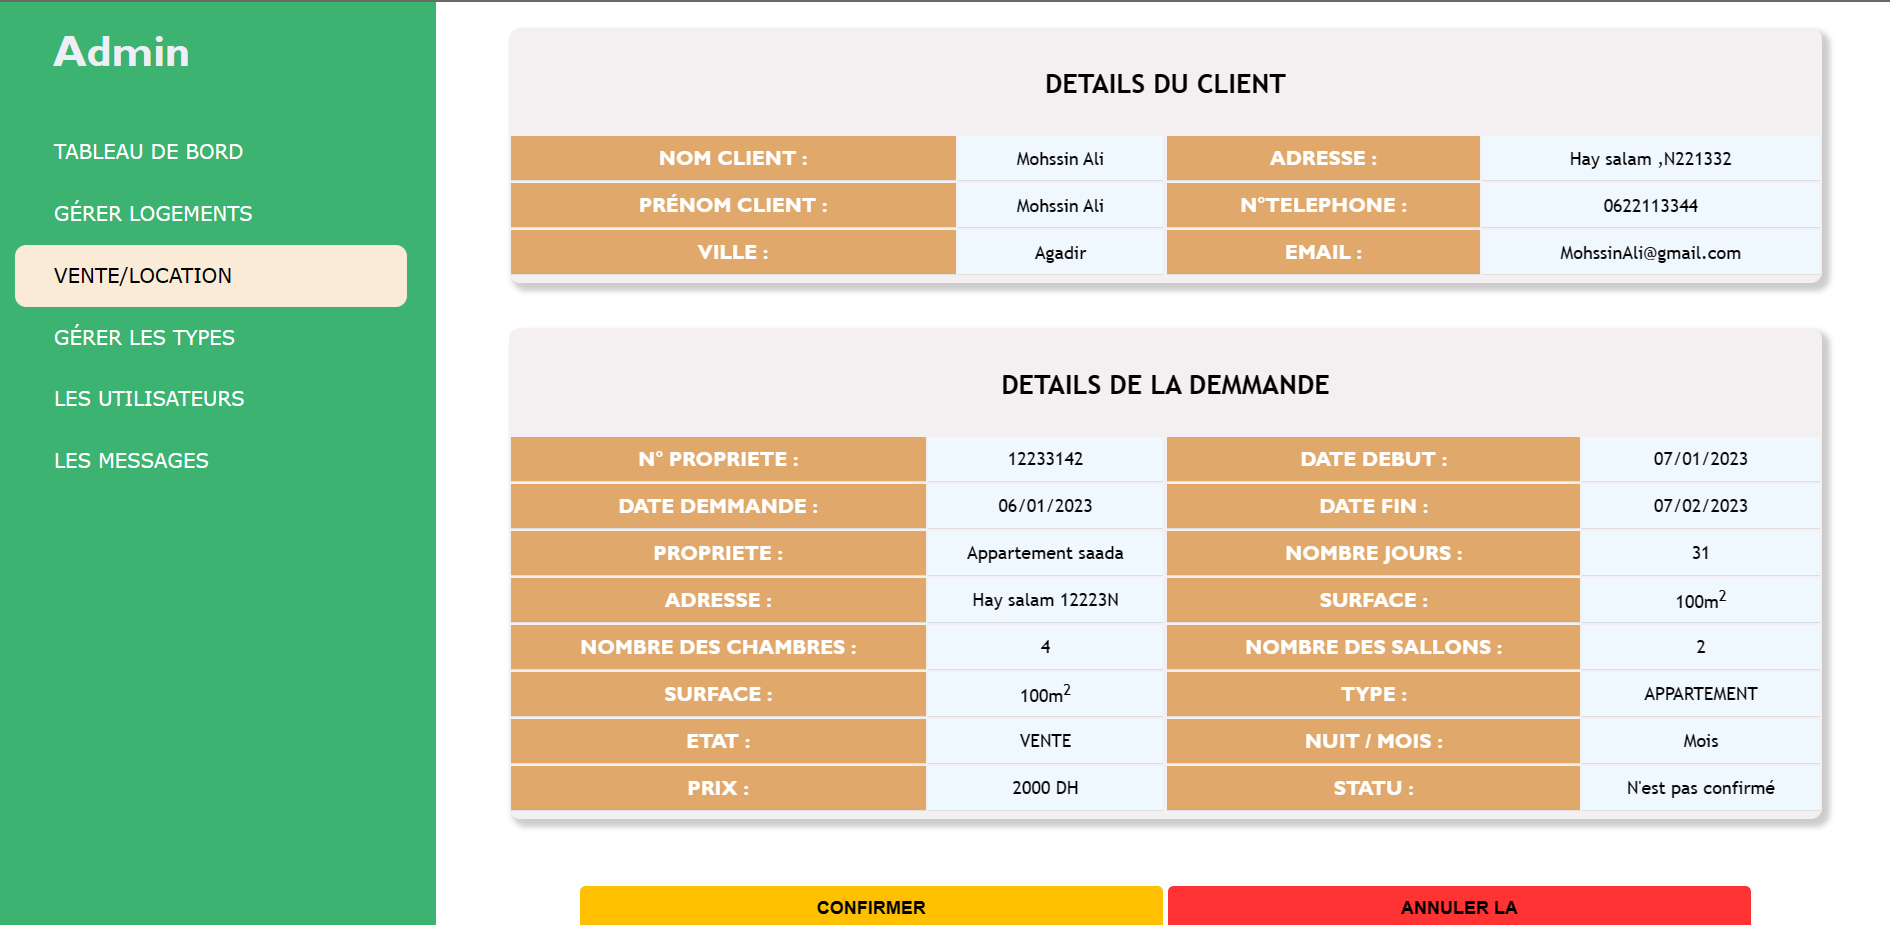 Admin
TABLEAU DE BORD
GÉRER LOGEMENTS
VENTE/LOCATION
GÉRER LES TYPES
LES UTILISATEURS
LES MESSAGES
DETAILS DU CLIENT
NOM CLIENT : Mohssin Ali ADRESSE : Hay salam ,N221332
PRÉNOM CLIENT : Mohssin Ali N°TELEPHONE : 0622113344
VILLE : Agadir EMAIL : MohssinAli@gmail.com
DETAILS DE LA DEMMANDE
N° PROPRIETE : 12233142 DATE DEBUT : 07/01/2023
DATE DEMMANDE : 06/01/2023 DATE FIN : 07/02/2023
PROPRIETE : Appartement saada NOMBRE JOURS : 31
ADRESSE : Hay salam 12223N SURFACE : 100m²
NOMBRE DES CHAMBRES : 4 NOMBRE DES SALLONS : 2
SURFACE : 100m² TYPE : APPARTEMENT
ETAT : VENTE NUIT / MOIS : Mois
PRIX : 2000 DH STATU : N'est pas confirmé
CONFIRMER ANNULER LA